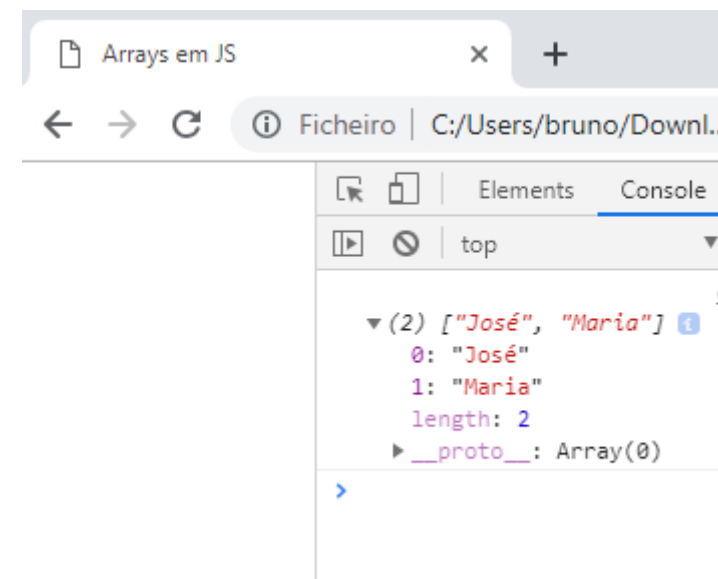 Arrays em JS
Ficheiro | C:/Users/bruno/Downl..
Elements Console
top
(2) ["José", "Maria"]
0: "José"
1: "Maria"
length: 2
__proto__: Array(0)